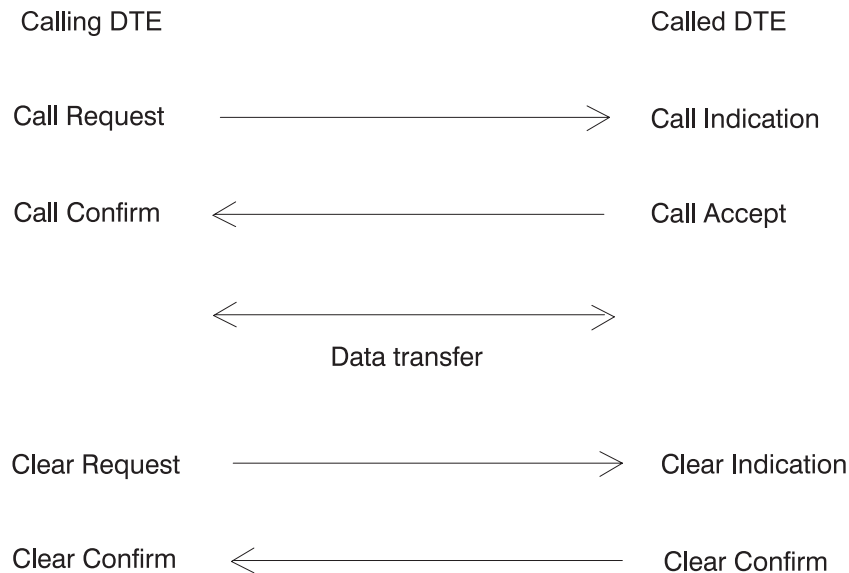 Calling DTE Called DTE
Call Request Call Indication
Call Confirm Call Accept
Data transfer
Clear Request Clear Indication
Clear Confirm Clear Confirm